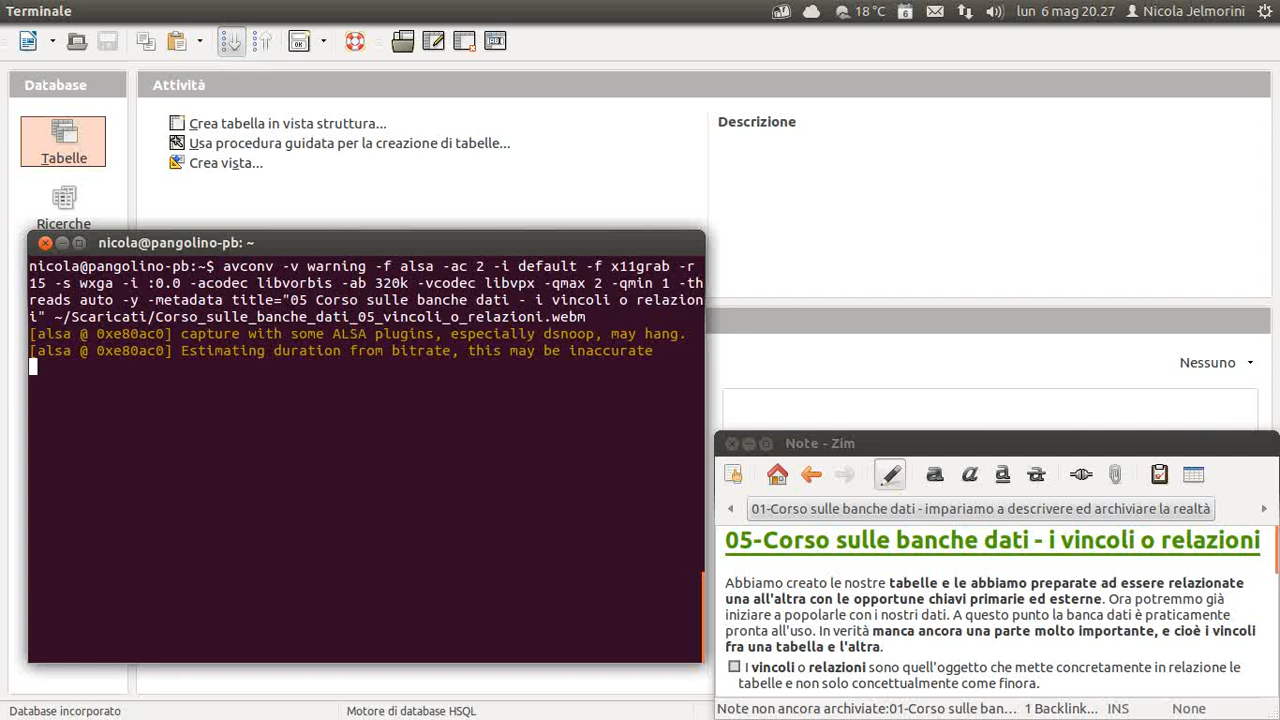 Terminale
18 °C
6
lun 6 mag 20.27
Nicola Jelmorini
Database
Attività
Tabelle
Ricerche
Crea tabella in vista struttura...
Usa procedura guidata per la creazione di tabelle...
Crea vista...
Descrizione
nicola@pangolino-pb: ~
nicola@pangolino-pb:~$ avconv -v warning -f alsa -ac 2 -i default -f x11grab -r
15 -s wxga -i :0.0 -acodec libvorbis -ab 320k -vcodec libvpx -qmax 2 -qmin 1 -th
reads auto -y -metadata title="05 Corso sulle banche dati - i vincoli o relazion
i" ~/Scaricati/Corso_sulle_banche_dati_05_vincoli_o_relazioni.webm
[alsa @ 0xe80ac0] capture with some ALSA plugins, especially dsnoop, may hang.
[alsa @ 0xe80ac0] Estimating duration from bitrate, this may be inaccurate
Nessuno
Note - Zim
01-Corso sulle banche dati - impariamo a descrivere ed archiviare la realtà
05-Corso sulle banche dati - i vincoli o relazioni
Abbiamo creato le nostre tabelle e le abbiamo preparate ad essere relazionate
una all'altra con le opportune chiavi primarie ed esterne. Ora potremmo già
iniziare a popolarle con i nostri dati. A questo punto la banca dati è praticamente
pronta all'uso. In verità manca ancora una parte molto importante, e cioè i vincoli
fra una tabella e l'altra.
I vincoli o relazioni sono quell'oggetto che mette concretamente in relazione le
tabelle e non solo concettualmente come finora.
Note non ancora archiviate:01-Corso sulle ban... 1 Backlink... INS None
Database incorporato
Motore di database HSQL